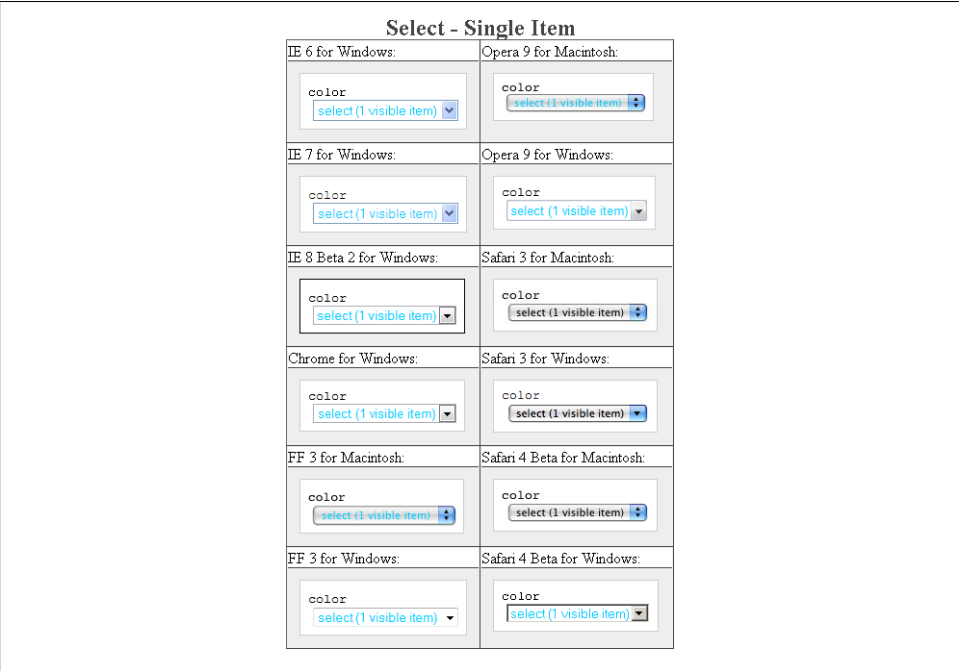 Select - Single Item
IE 6 for Windows:
color
select (1 visible item)
Opera 9 for Macintosh:
color
select (1 visible item)
IE 7 for Windows:
color
select (1 visible item)
Opera 9 for Windows:
color
select (1 visible item)
IE 8 Beta 2 for Windows:
color
select (1 visible item)
Safari 3 for Macintosh:
color
select (1 visible item)
Chrome for Windows:
color
select (1 visible item)
Safari 3 for Windows:
color
select (1 visible item)
FF 3 for Macintosh:
color
select (1 visible item)
Safari 4 Beta for Macintosh:
color
select (1 visible item)
FF 3 for Windows:
color
select (1 visible item)
Safari 4 Beta for Windows:
color
select (1 visible item)